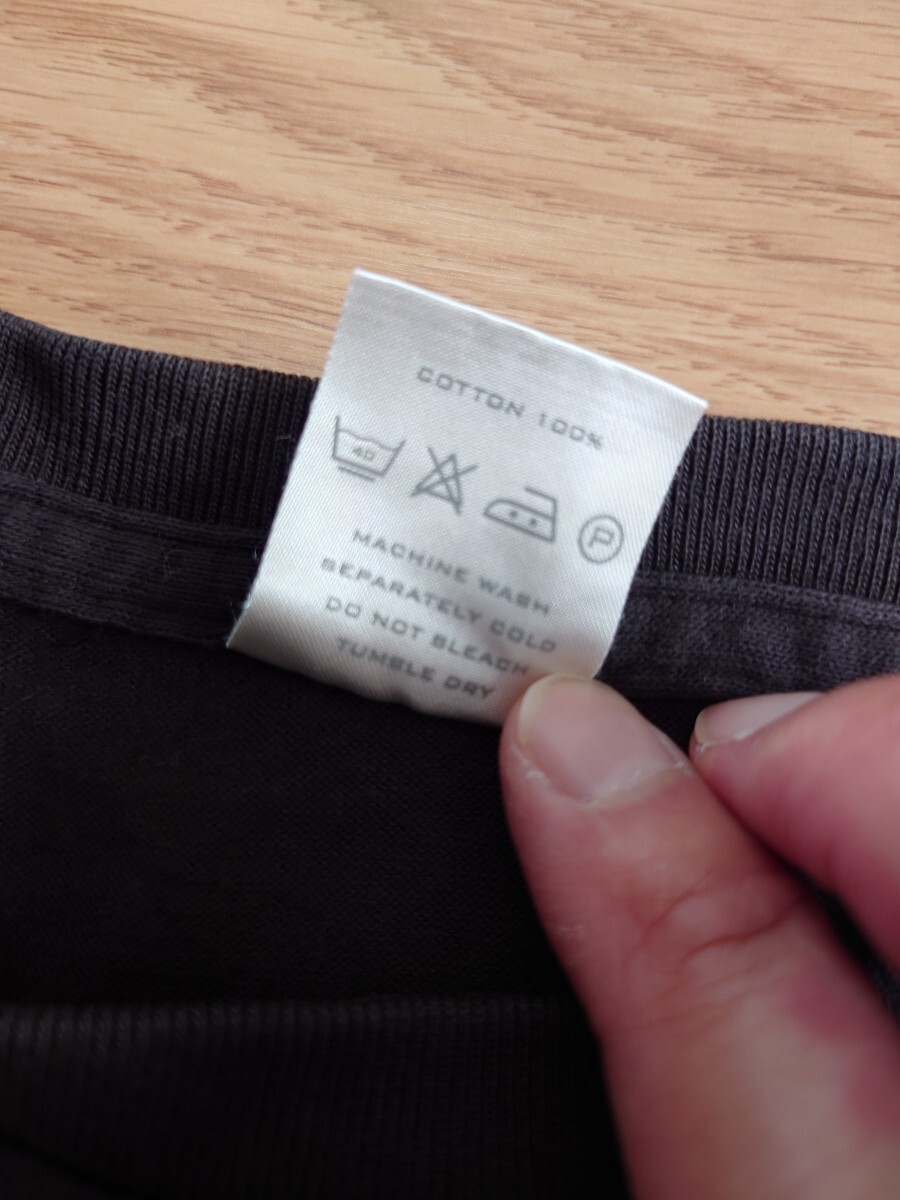 COTTON 100%
40
P
MACHINE WASH
SEPARATELY COLD
DO NOT BLEACH
TUMBLE DRY